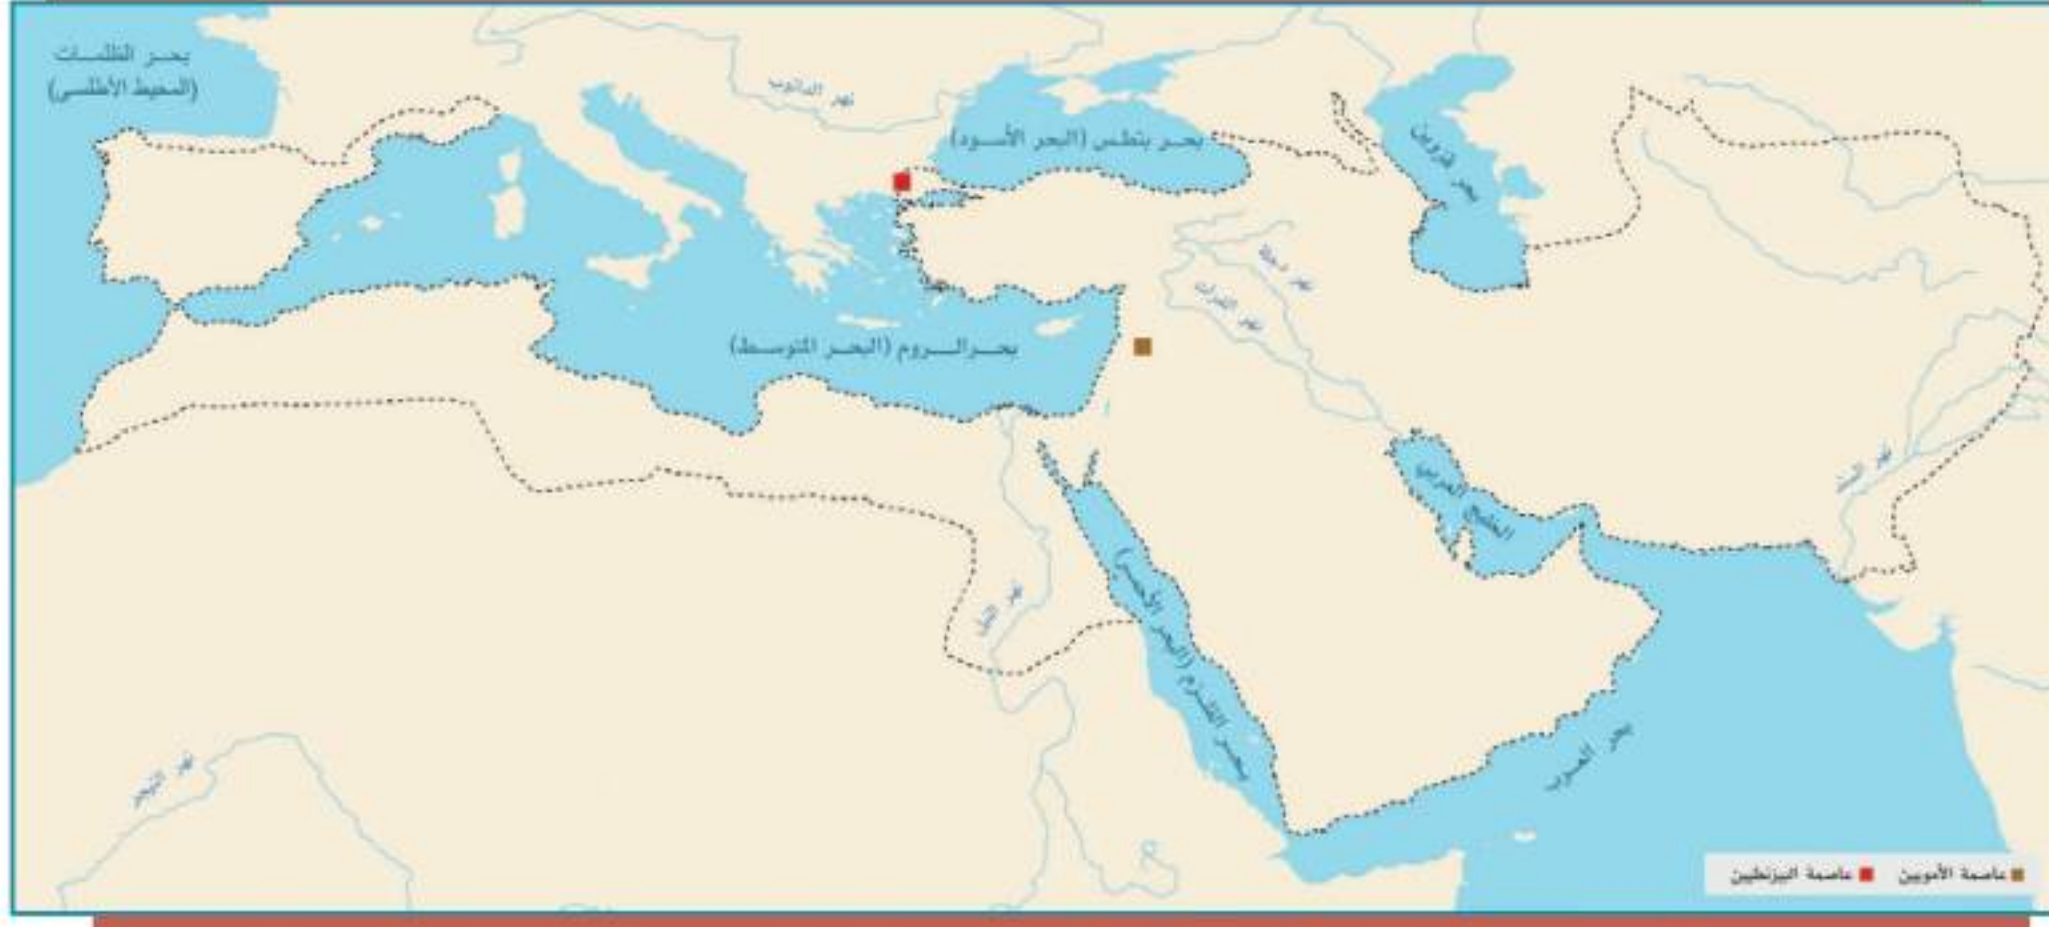 بحر الظلمات
(المحيط الأطلسي)
نهر الدانوب
بحر بنطس (البحر الأسود)
بحر قزوين
نهر دجلة
نهر الفرات
بحر الروم (البحر المتوسط)
الخليج العربي
نهر السند
نهر النيل
بحر القلزم (البحر الأحمر)
بحر العرب
نهر النيجر
عاصمة الأمويين
عاصمة البيزنطيين